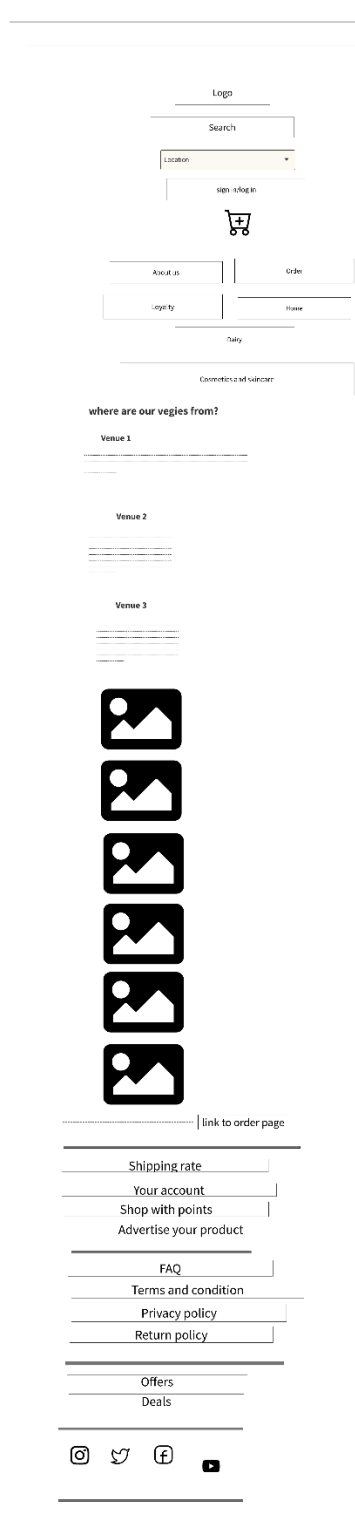 Logo
Search
Location
sign in/log in
About us
Order
Loyalty
Home
Dairy
Cosmetics and skincare
where are our vegies from?
Venue 1
Venue 2
Venue 3
link to order page
Shipping rate
Your account
Shop with points
Advertise your product
FAQ
Terms and condition
Privacy policy
Return policy
Offers
Deals